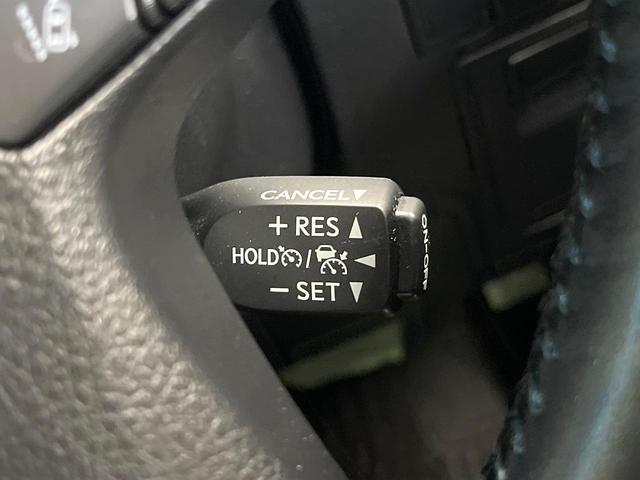 CANCEL▼
+ RES ▲
HOLD / ◀
− SET ▼
ON-OFF